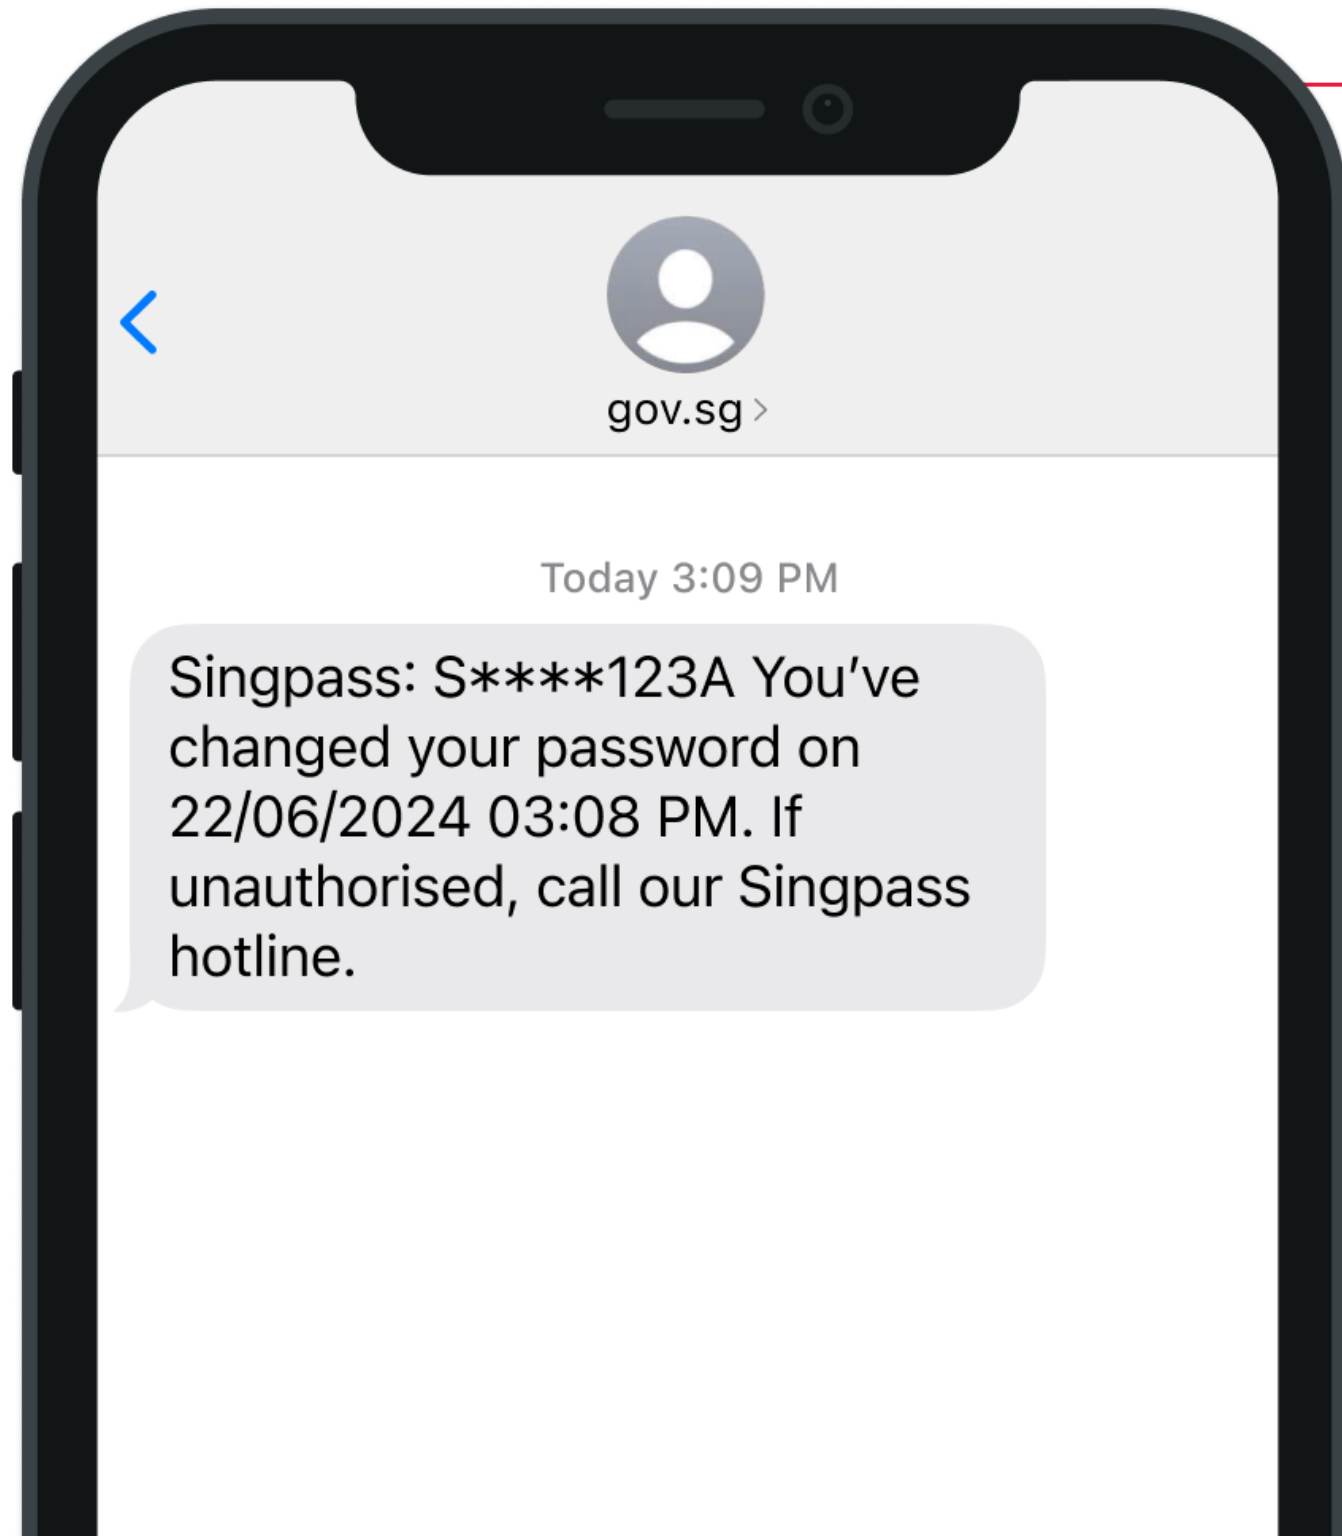 gov.sg
Today 3:09 PM
Singpass: S****123A You’ve
changed your password on
22/06/2024 03:08 PM. If
unauthorised, call our Singpass
hotline.